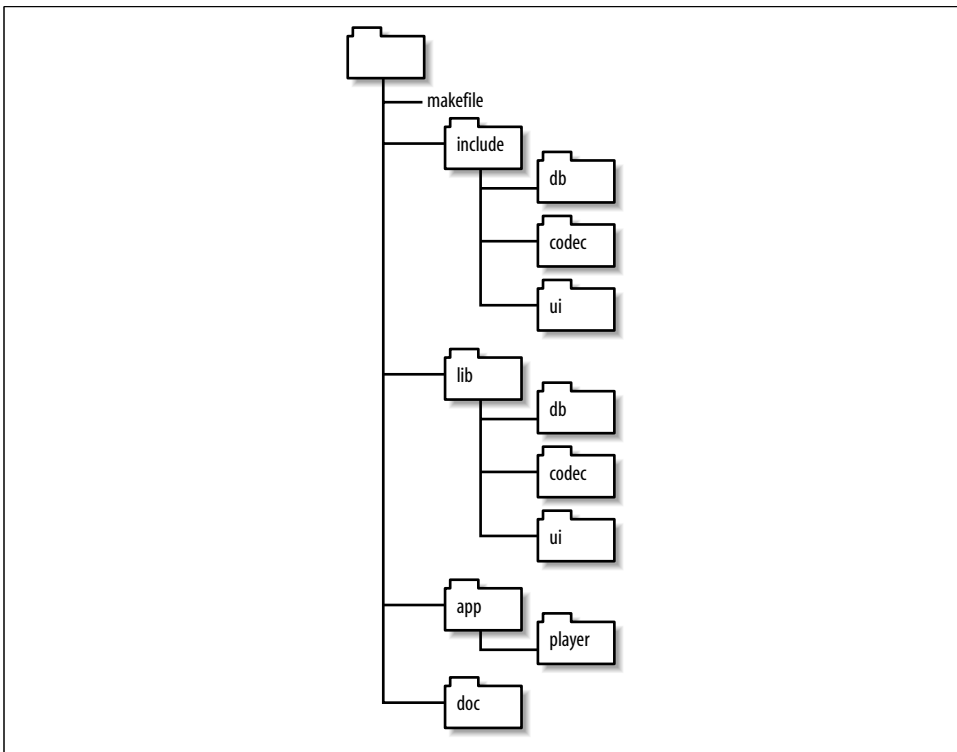 makefile
include
db
codec
ui
lib
db
codec
ui
app
player
doc